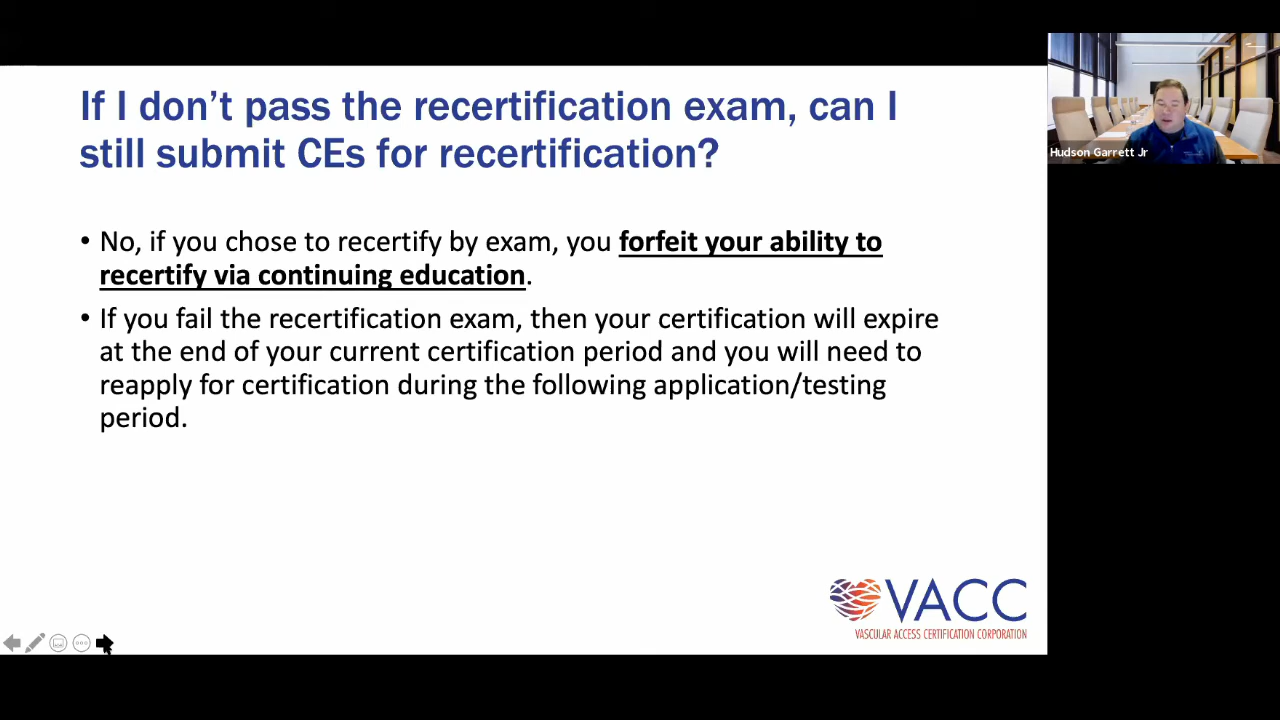 If I don't pass the recertification exam, can I
still submit CEs for recertification?
• No, if you chose to recertify by exam, you forfeit your ability to
recertify via continuing education.
• If you fail the recertification exam, then your certification will expire
at the end of your current certification period and you will need to
reapply for certification during the following application/testing
period.
VACC
VASCULAR ACCESS CERTIFICATION CORPORATION
Hudson Garrett Jr